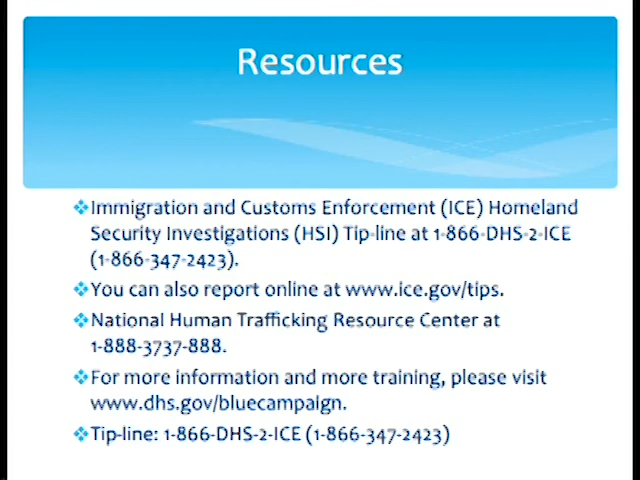 Resources
❖Immigration and Customs Enforcement (ICE) Homeland
Security Investigations (HSI) Tip-line at 1-866-DHS-2-ICE
(1-866-347-2423).
❖You can also report online at www.ice.gov/tips.
❖National Human Trafficking Resource Center at
1-888-3737-888.
❖For more information and more training, please visit
www.dhs.gov/bluecampaign.
❖Tip-line: 1-866-DHS-2-ICE (1-866-347-2423)